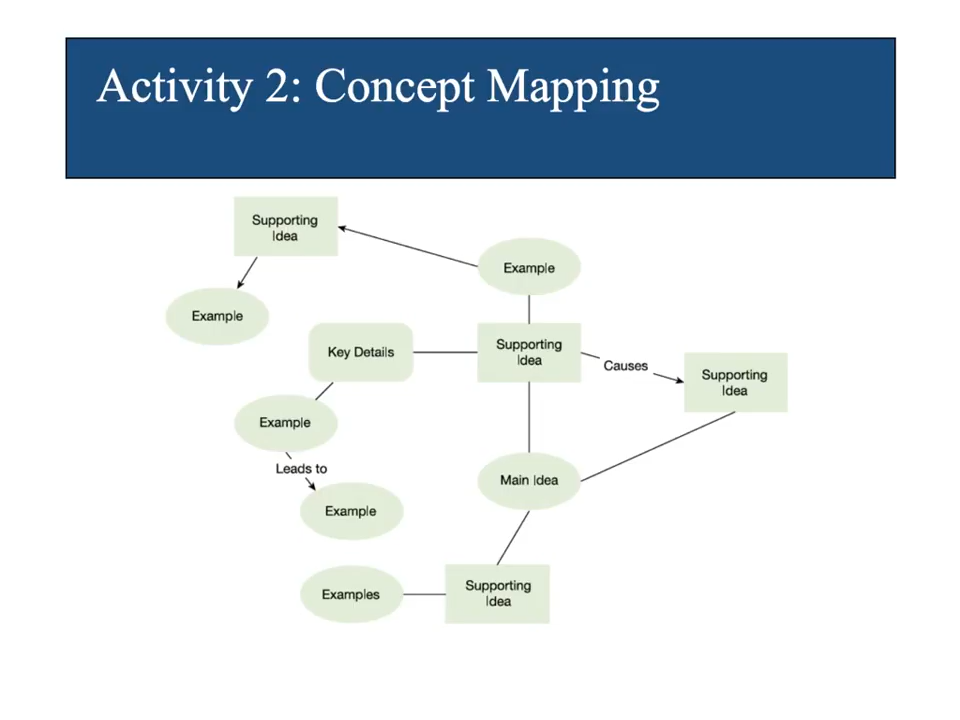 Activity 2: Concept Mapping
Supporting
Idea
Example
Example
Key Details
Supporting
Idea
Causes
Supporting
Idea
Example
Leads to
Main Idea
Example
Examples
Supporting
Idea